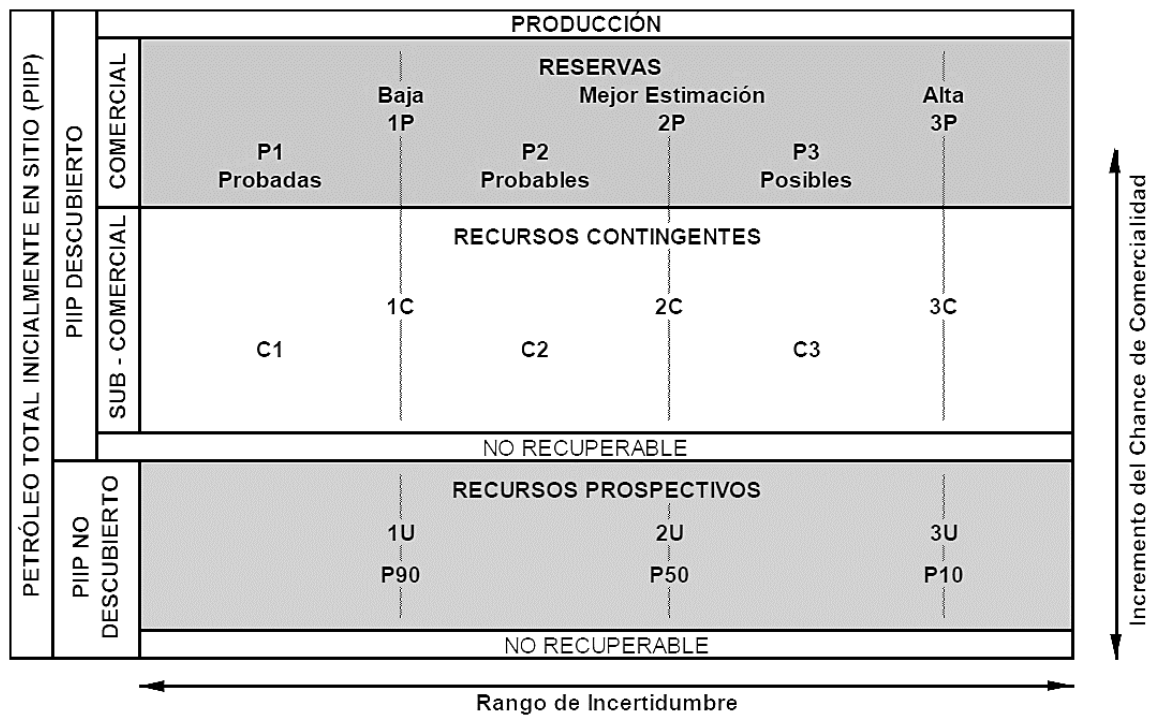 PRODUCCIÓN
PETRÓLEO TOTAL INICIALMENTE EN SITIO (PIIP)
PIIP DESCUBIERTO
COMERCIAL
RESERVAS
Baja
Mejor Estimación
Alta
1P
2P
3P
P1
P2
P3
Probadas
Probables
Posibles
SUB - COMERCIAL
RECURSOS CONTINGENTES
1C
2C
3C
C1
C2
C3
NO RECUPERABLE
PIIP NO
DESCUBIERTO
RECURSOS PROSPECTIVOS
1U
2U
3U
P90
P50
P10
NO RECUPERABLE
Incremento del Chance de Comercialidad
Rango de Incertidumbre